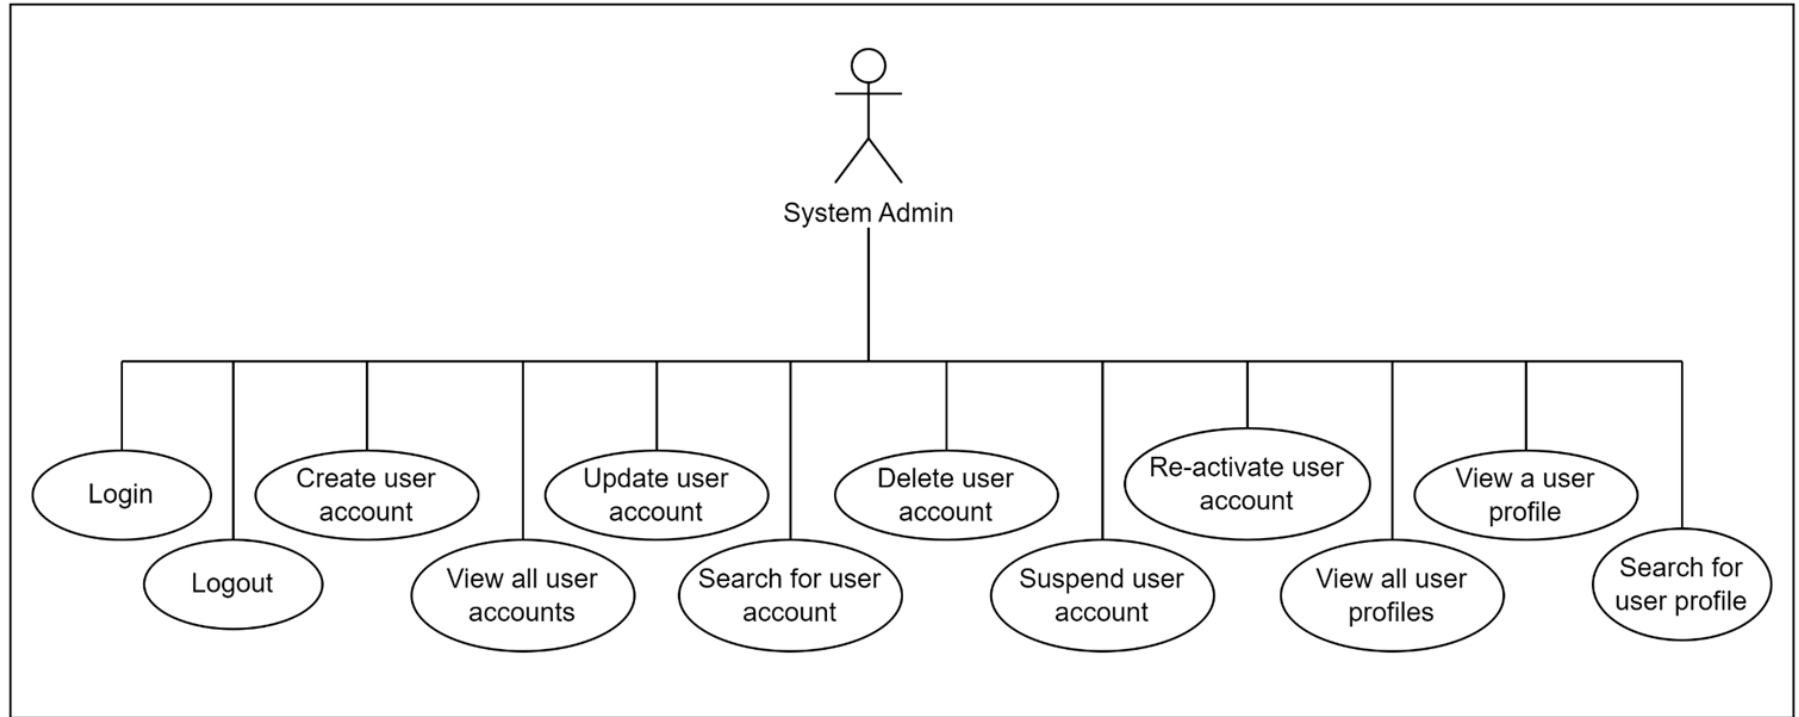 System Admin
Login
Logout
Create user
account
View all user
accounts
Update user
account
Search for user
account
Delete user
account
Suspend user
account
Re-activate user
account
View all user
profiles
View a user
profile
Search for
user profile